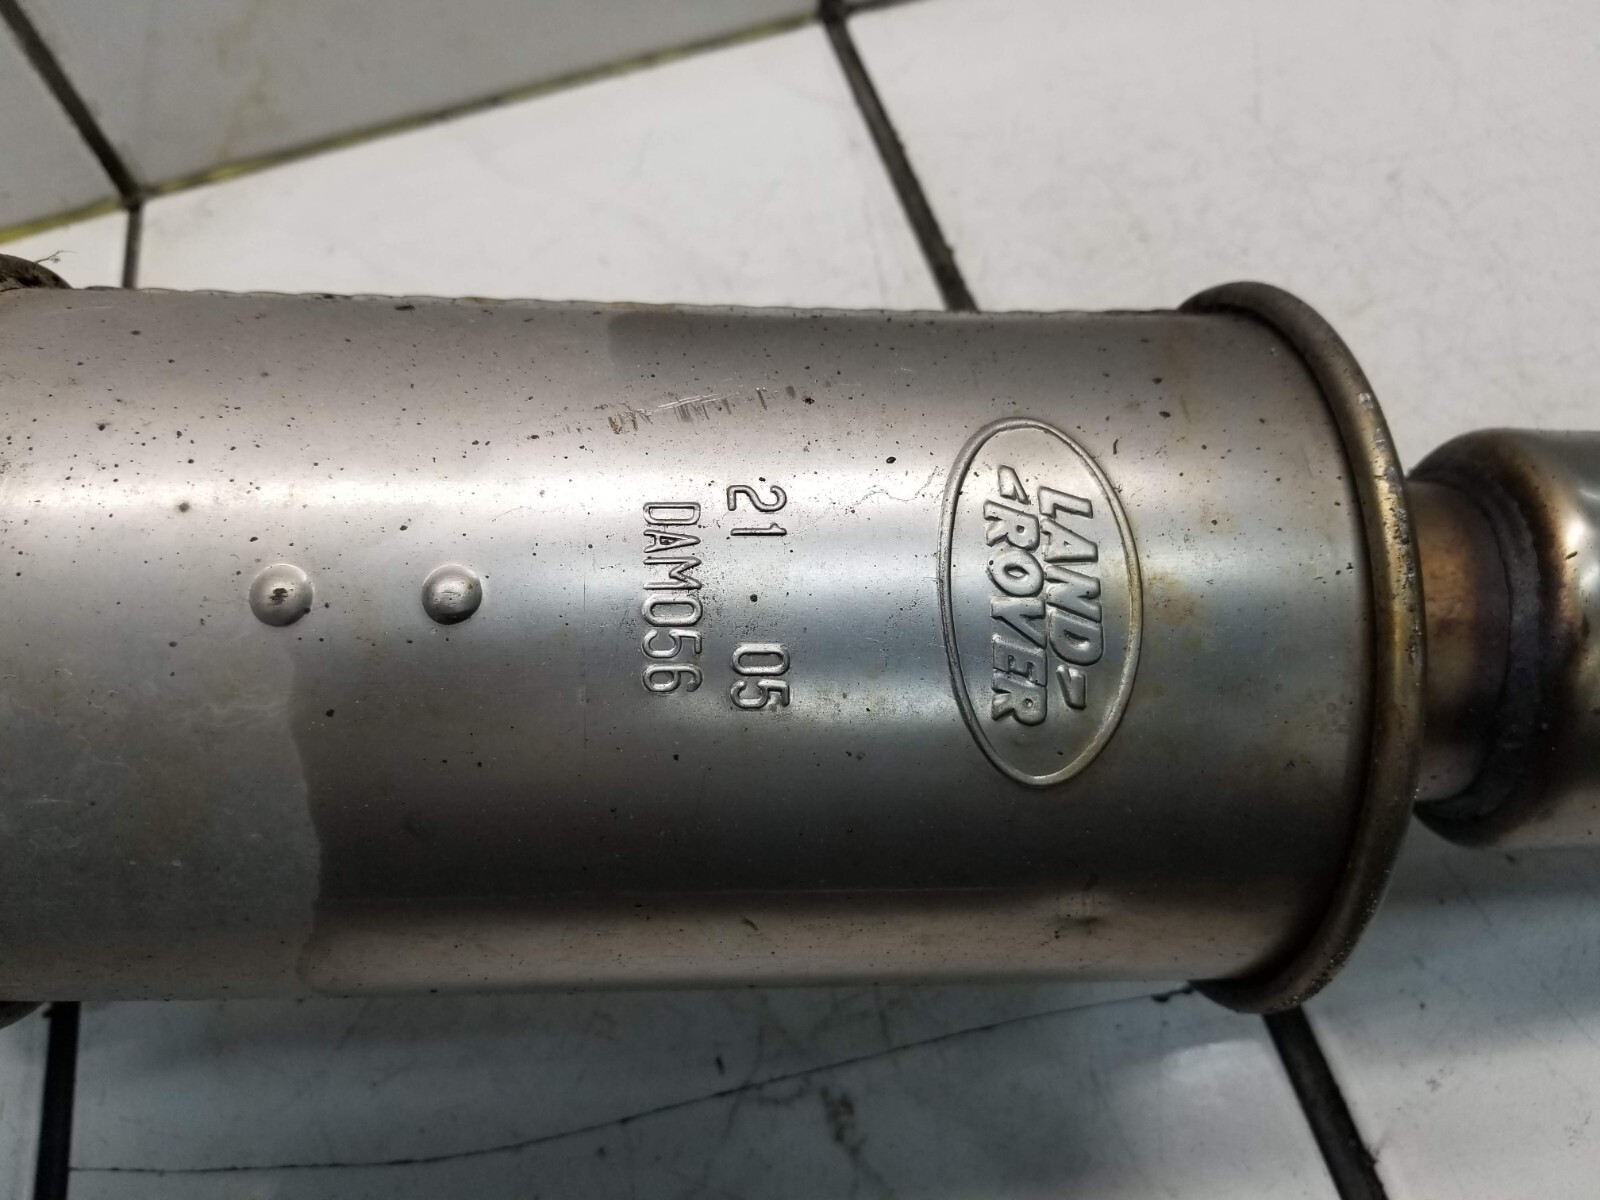 LAND
ROVER
21 . 05
DAM056